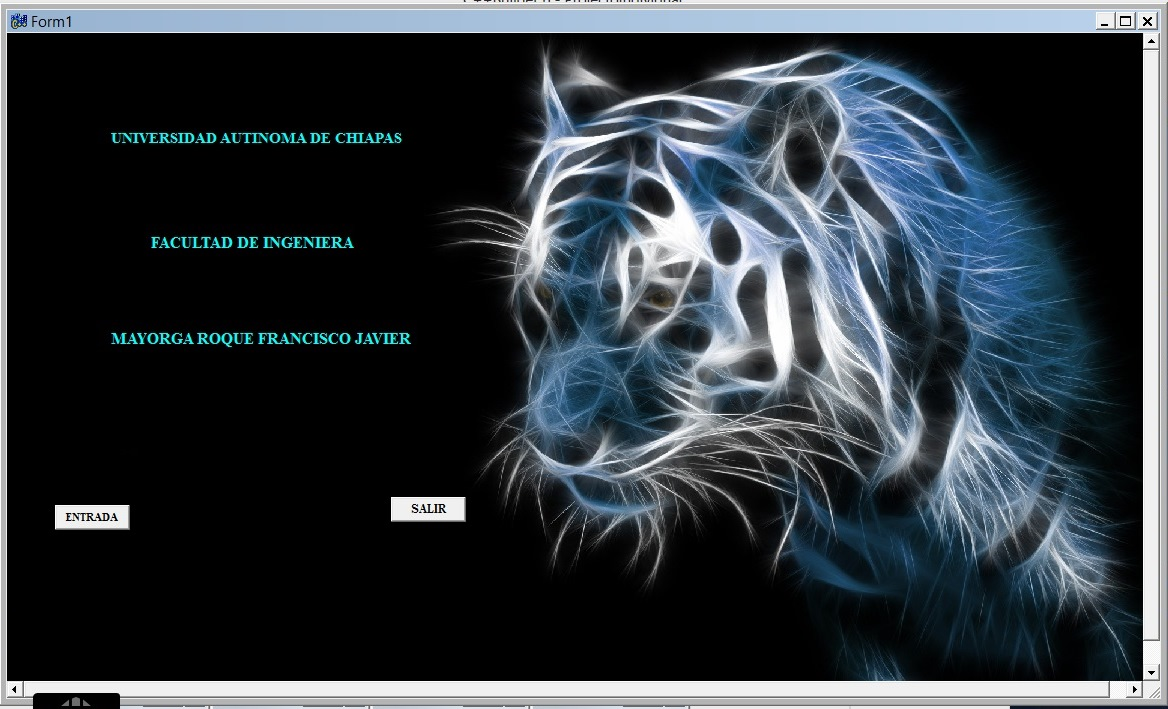 Form1
UNIVERSIDAD AUTINOMA DE CHIAPAS
FACULTAD DE INGENIERA
MAYORGA ROQUE FRANCISCO JAVIER
ENTRADA
SALIR